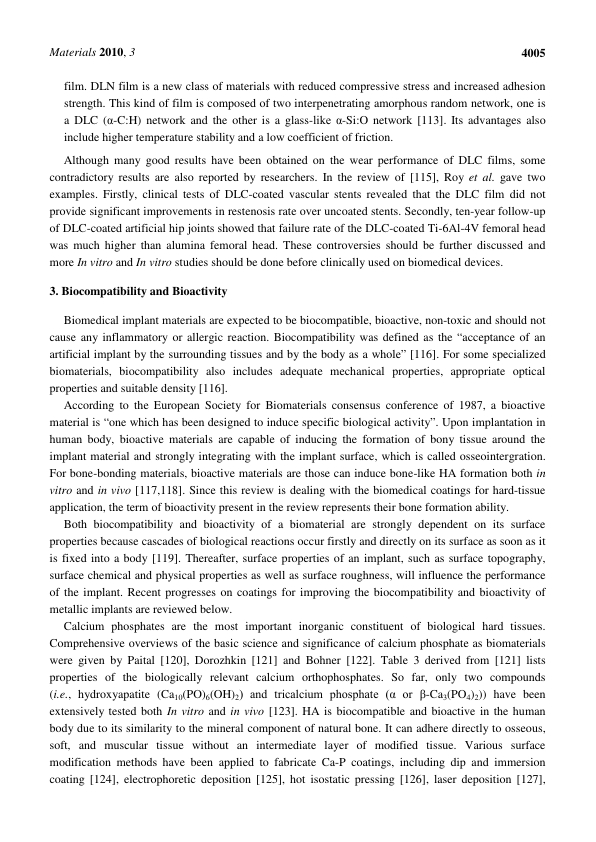 Materials 2010, 3
4005
film. DLN film is a new class of materials with reduced compressive stress and increased adhesion
strength. This kind of film is composed of two interpenetrating amorphous random network, one is
a DLC (α-C:H) network and the other is a glass-like α-Si:O network [113]. Its advantages also
include higher temperature stability and a low coefficient of friction.
Although many good results have been obtained on the wear performance of DLC films, some
contradictory results are also reported by researchers. In the review of [115], Roy et al. gave two
examples. Firstly, clinical tests of DLC-coated vascular stents revealed that the DLC film did not
provide significant improvements in restenosis rate over uncoated stents. Secondly, ten-year follow-up
of DLC-coated artificial hip joints showed that failure rate of the DLC-coated Ti-6Al-4V femoral head
was much higher than alumina femoral head. These controversies should be further discussed and
more In vitro and In vitro studies should be done before clinically used on biomedical devices.
3. Biocompatibility and Bioactivity
Biomedical implant materials are expected to be biocompatible, bioactive, non-toxic and should not
cause any inflammatory or allergic reaction. Biocompatibility was defined as the “acceptance of an
artificial implant by the surrounding tissues and by the body as a whole” [116]. For some specialized
biomaterials, biocompatibility also includes adequate mechanical properties, appropriate optical
properties and suitable density [116].
According to the European Society for Biomaterials consensus conference of 1987, a bioactive
material is “one which has been designed to induce specific biological activity”. Upon implantation in
human body, bioactive materials are capable of inducing the formation of bony tissue around the
implant material and strongly integrating with the implant surface, which is called osseointergration.
For bone-bonding materials, bioactive materials are those can induce bone-like HA formation both in
vitro and in vivo [117,118]. Since this review is dealing with the biomedical coatings for hard-tissue
application, the term of bioactivity present in the review represents their bone formation ability.
Both biocompatibility and bioactivity of a biomaterial are strongly dependent on its surface
properties because cascades of biological reactions occur firstly and directly on its surface as soon as it
is fixed into a body [119]. Thereafter, surface properties of an implant, such as surface topography,
surface chemical and physical properties as well as surface roughness, will influence the performance
of the implant. Recent progresses on coatings for improving the biocompatibility and bioactivity of
metallic implants are reviewed below.
Calcium phosphates are the most important inorganic constituent of biological hard tissues.
Comprehensive overviews of the basic science and significance of calcium phosphate as biomaterials
were given by Paital [120], Dorozhkin [121] and Bohner [122]. Table 3 derived from [121] lists
properties of the biologically relevant calcium orthophosphates. So far, only two compounds
(i.e., hydroxyapatite (Ca10(PO)6(OH)2) and tricalcium phosphate (α or β-Ca3(PO4)2)) have been
extensively tested both In vitro and in vivo [123]. HA is biocompatible and bioactive in the human
body due to its similarity to the mineral component of natural bone. It can adhere directly to osseous,
soft, and muscular tissue without an intermediate layer of modified tissue. Various surface
modification methods have been applied to fabricate Ca-P coatings, including dip and immersion
coating [124], electrophoretic deposition [125], hot isostatic pressing [126], laser deposition [127],